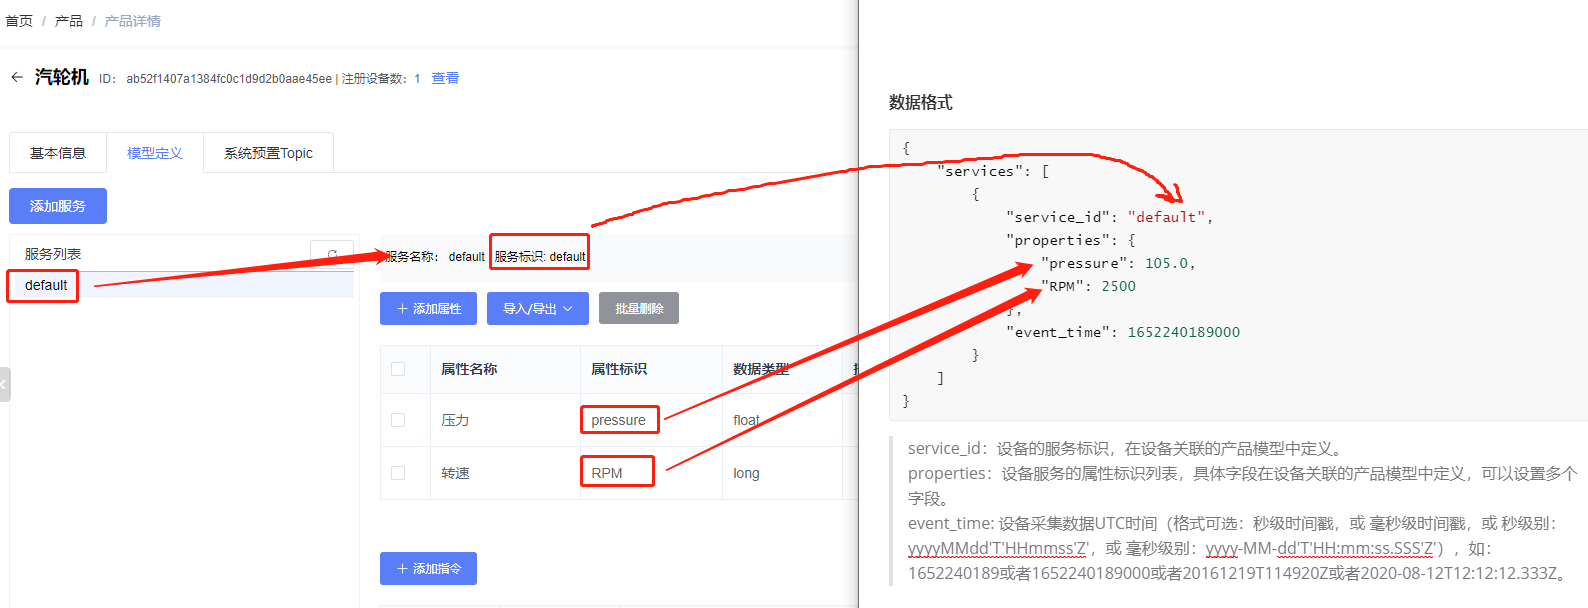 首页 / 产品 / 产品详情
← 汽轮机 ID： ab52f1407a1384fc0c1d9d2b0aae45ee | 注册设备数：1 查看
基本信息 模型定义 系统预置Topic
添加服务
服务列表
default
服务名称： default 服务标识: default
＋ 添加属性 导入/导出 批量删除
属性名称 属性标识 数据类型
压力 pressure float
转速 RPM long
＋ 添加指令
数据格式
{
"services": [
{
"service_id": "default",
"properties": {
"pressure": 105.0,
"RPM": 2500
},
"event_time": 1652240189000
}
]
}
service_id：设备的服务标识，在设备关联的产品模型中定义。
properties：设备服务的属性标识列表，具体字段在设备关联的产品模型中定义，可以设置多个
字段。
event_time: 设备采集数据UTC时间（格式可选：秒级时间戳，或 毫秒级时间戳，或 秒级别：
yyyyMMdd'T'HHmmss'Z'，或 毫秒级别：yyyy-MM-dd'T'HH:mm:ss.SSS'Z'），如：
1652240189或者1652240189000或者20161219T114920Z或者2020-08-12T12:12:12.333Z。